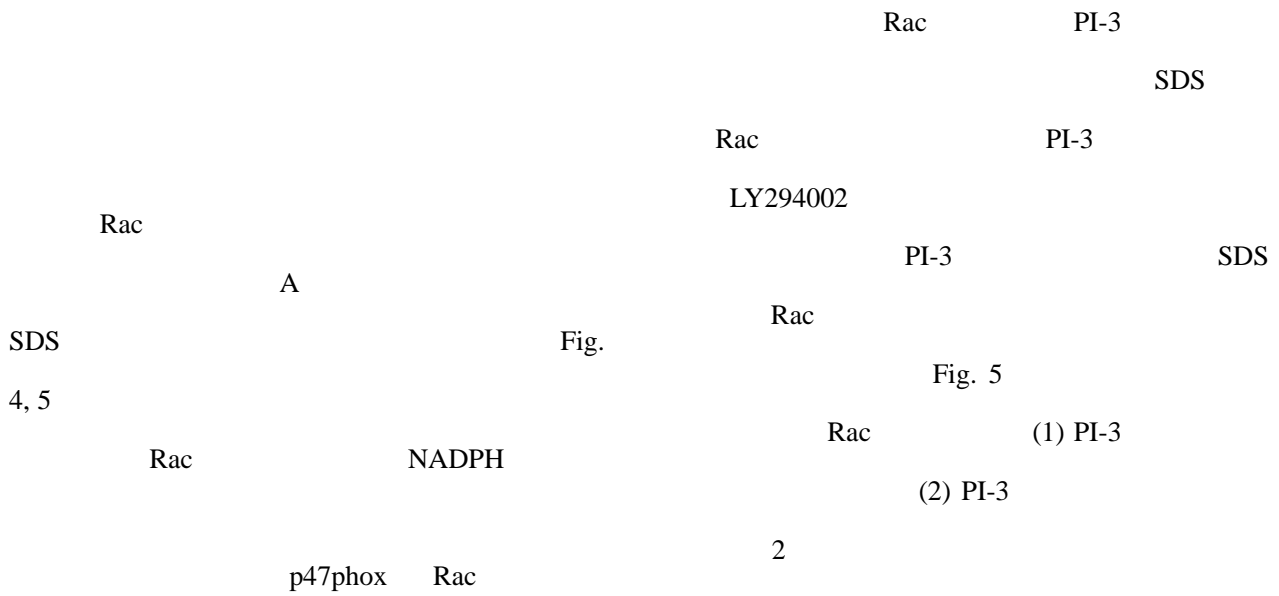 Rac
A
SDS Fig.
4, 5
Rac NADPH
p47phox Rac
Rac PI-3
SDS
Rac PI-3
LY294002
PI-3 SDS
Rac
Fig. 5
Rac (1) PI-3
(2) PI-3
2